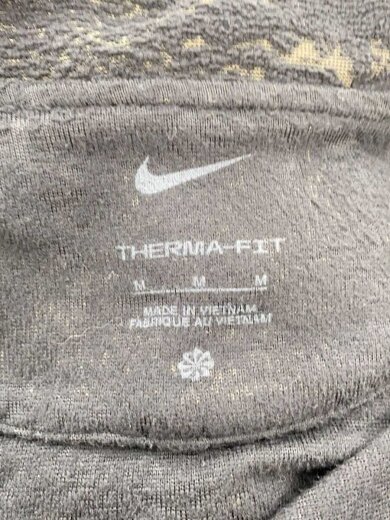 THERMA-FIT
M M M
MADE IN VIETNAM
FABRIQUE AU VIETNAM